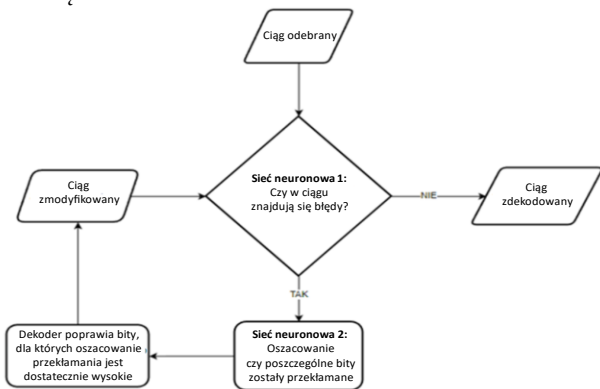 Ciąg odebrany
Sieć neuronowa 1:
Czy w ciągu
znajdują się błędy?
Ciąg
zmodyfikowany
NIE
Ciąg
zdekodowany
TAK
Sieć neuronowa 2:
Oszacowanie
czy poszczególne bity
zostały przekłamane
Dekoder poprawia bity,
dla których oszacowanie
przekłamania jest
dostatecznie wysokie